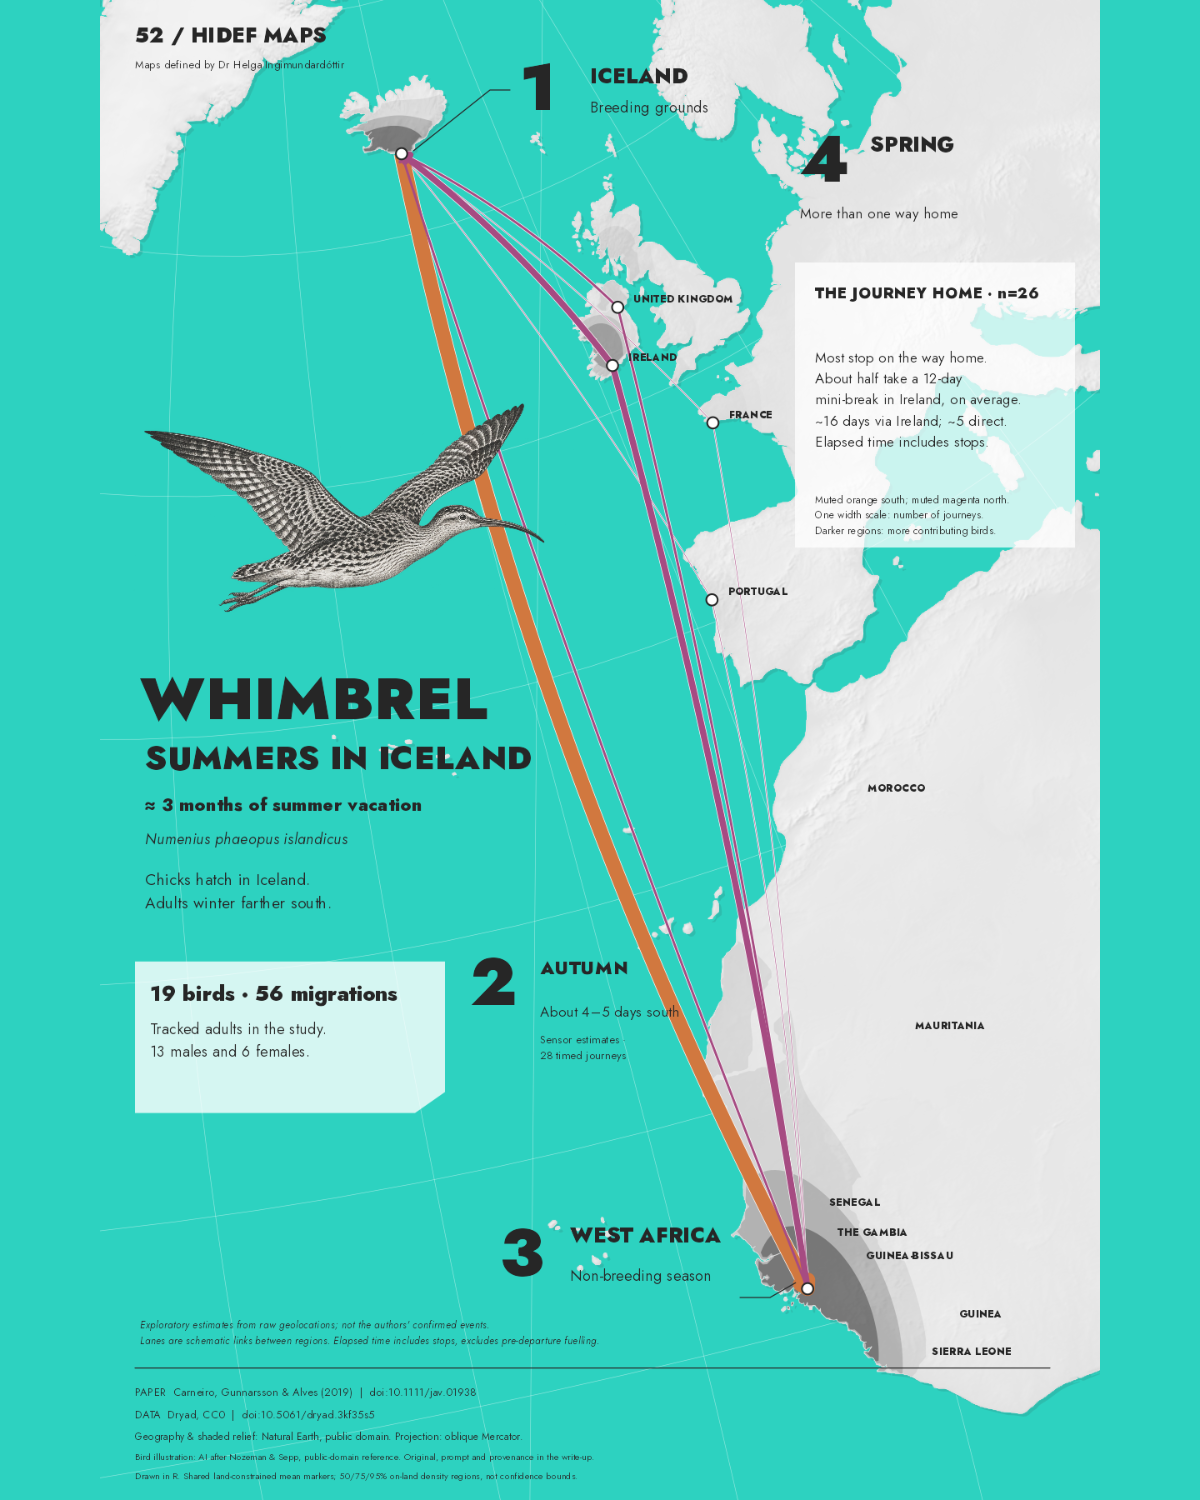 52 / HIDEF MAPS
Maps defined by Dr Helga Ingimundardóttir
1
ICELAND
Breeding grounds
4
SPRING
More than one way home
THE JOURNEY HOME · n=26
Most stop on the way home.
About half take a 12-day
mini-break in Ireland, on average.
~16 days via Ireland; ~5 direct.
Elapsed time includes stops.
Muted orange south; muted magenta north.
One width scale: number of journeys.
Darker regions: more contributing birds.
UNITED KINGDOM
IRELAND
FRANCE
PORTUGAL
WHIMBREL
SUMMERS IN ICELAND
≈ 3 months of summer vacation
Numenius phaeopus islandicus
Chicks hatch in Iceland.
Adults winter farther south.
MOROCCO
19 birds · 56 migrations
Tracked adults in the study.
13 males and 6 females.
2
AUTUMN
About 4–5 days south
Sensor estimates ·
28 timed journeys
MAURITANIA
SENEGAL
THE GAMBIA
GUINEA-BISSAU
GUINEA
SIERRA LEONE
3
WEST AFRICA
Non-breeding season
Exploratory estimates from raw geolocations; not the authors' confirmed events.
Lanes are schematic links between regions. Elapsed time includes stops, excludes pre-departure fuelling.
PAPER Carneiro, Gunnarsson & Alves (2019) | doi:10.1111/jav.01938
DATA Dryad, CC0 | doi:10.5061/dryad.3kf35s5
Geography & shaded relief: Natural Earth, public domain. Projection: oblique Mercator.
Bird illustration: AI after Nozeman & Sepp, public-domain reference. Original, prompt and provenance in the write-up.
Drawn in R. Shared land-constrained mean markers; 50/75/95% on-land density regions, not confidence bounds.